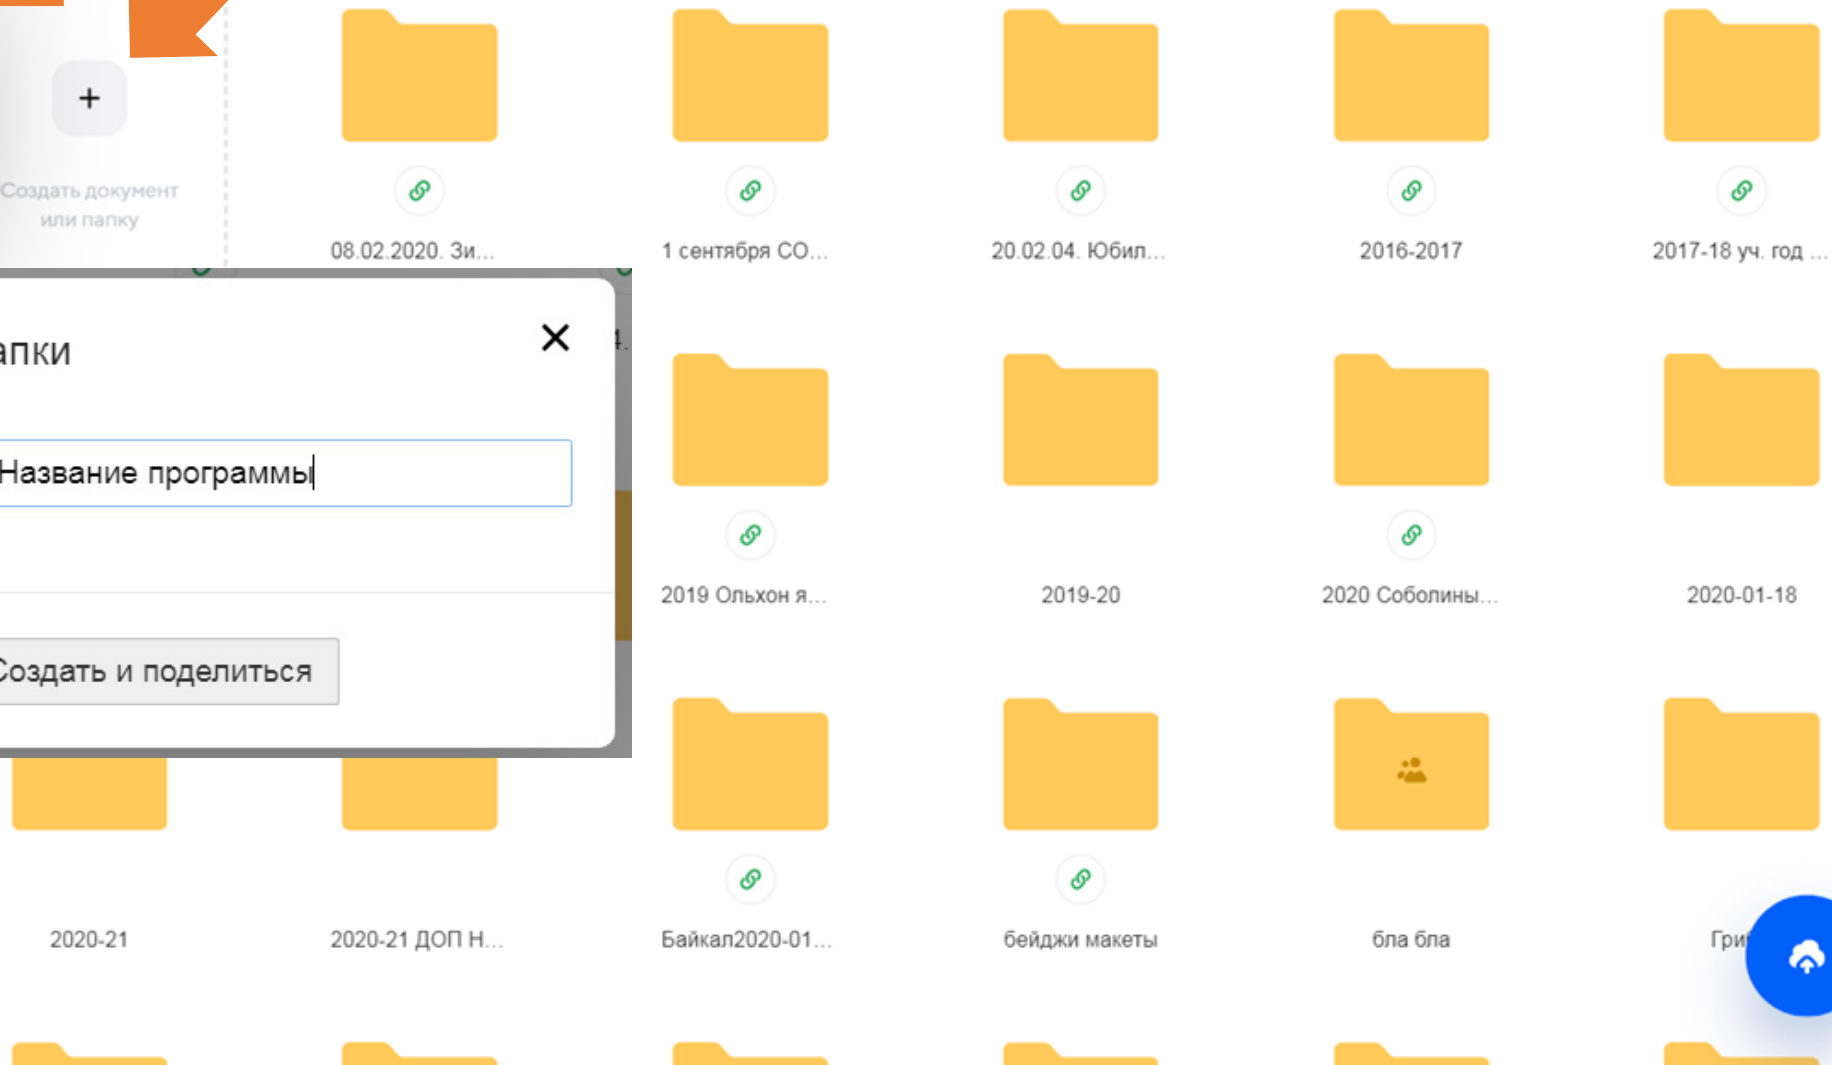 Создать документ
или папку
08.02.2020. Зи...
1 сентября СО...
20.02.04. Юбил...
2016-2017
2017-18 уч. год ...
апки
Название программы
Создать и поделиться
2019 Ольхон я...
2019-20
2020 Соболины...
2020-01-18
2020-21
2020-21 ДОП Н...
Байкал2020-01...
бейджи макеты
бла бла
Гри